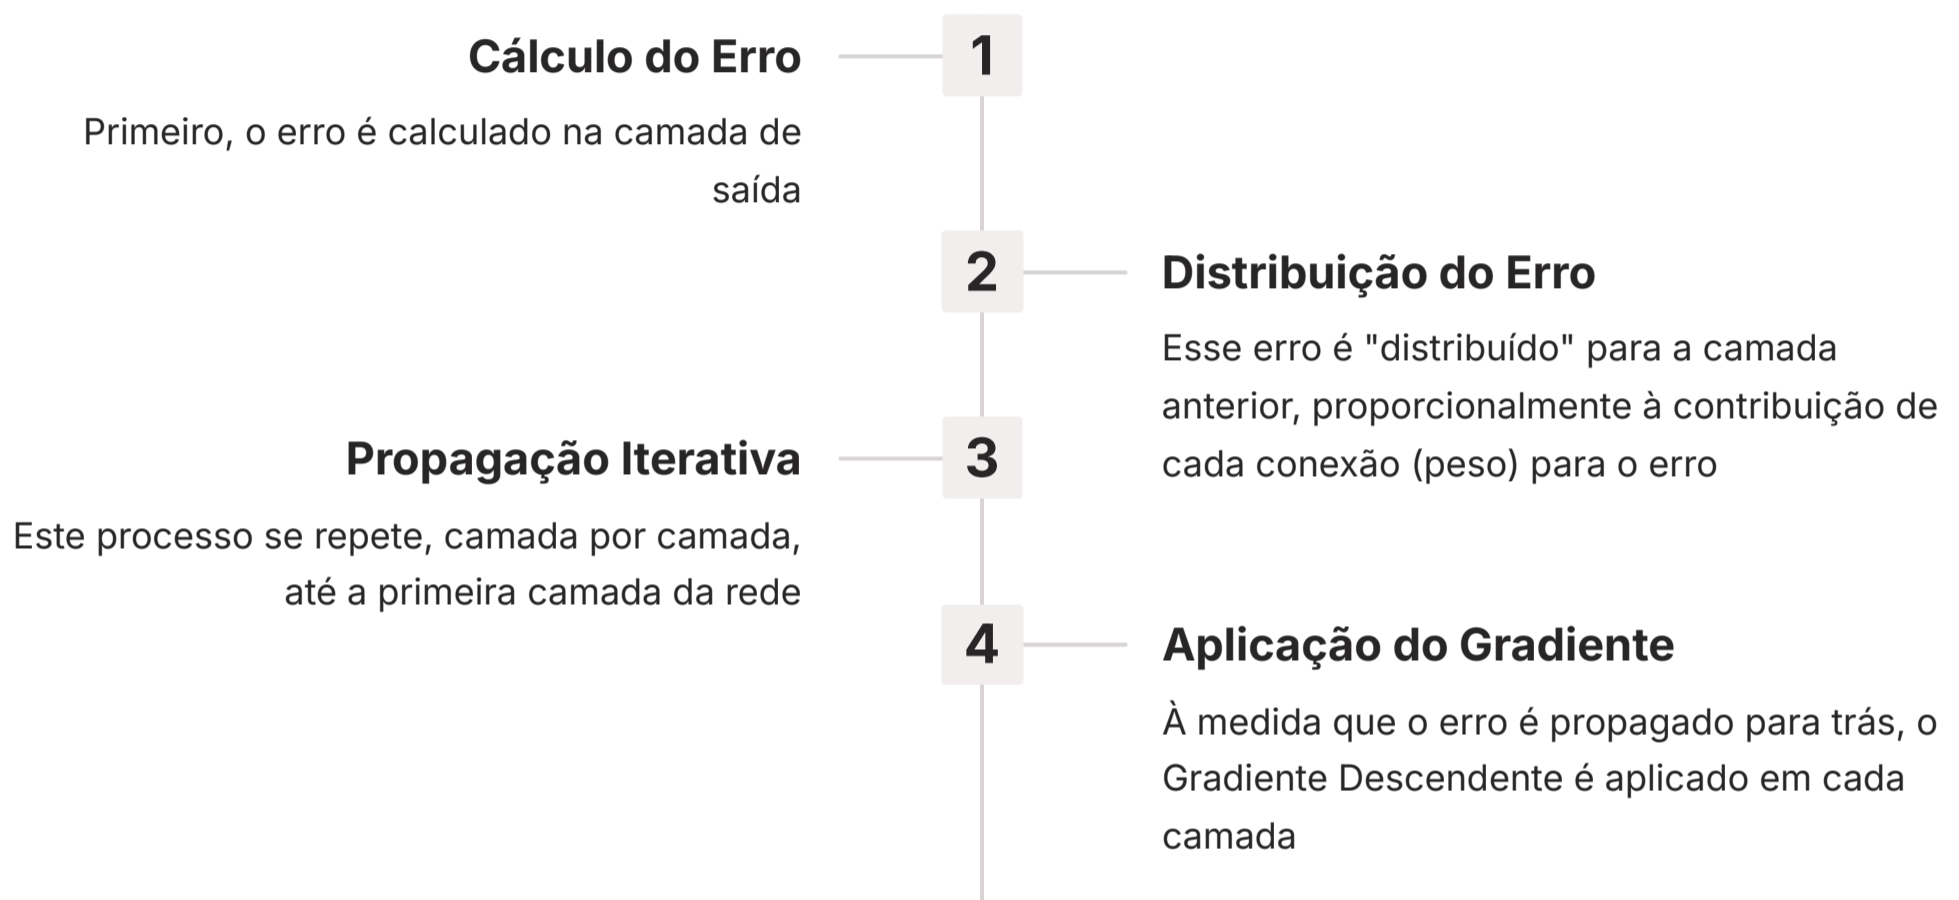 1
Cálculo do Erro
Primeiro, o erro é calculado na camada de
saída
2
Distribuição do Erro
Esse erro é "distribuído" para a camada
anterior, proporcionalmente à contribuição de
cada conexão (peso) para o erro
3
Propagação Iterativa
Este processo se repete, camada por camada,
até a primeira camada da rede
4
Aplicação do Gradiente
À medida que o erro é propagado para trás, o
Gradiente Descendente é aplicado em cada
camada